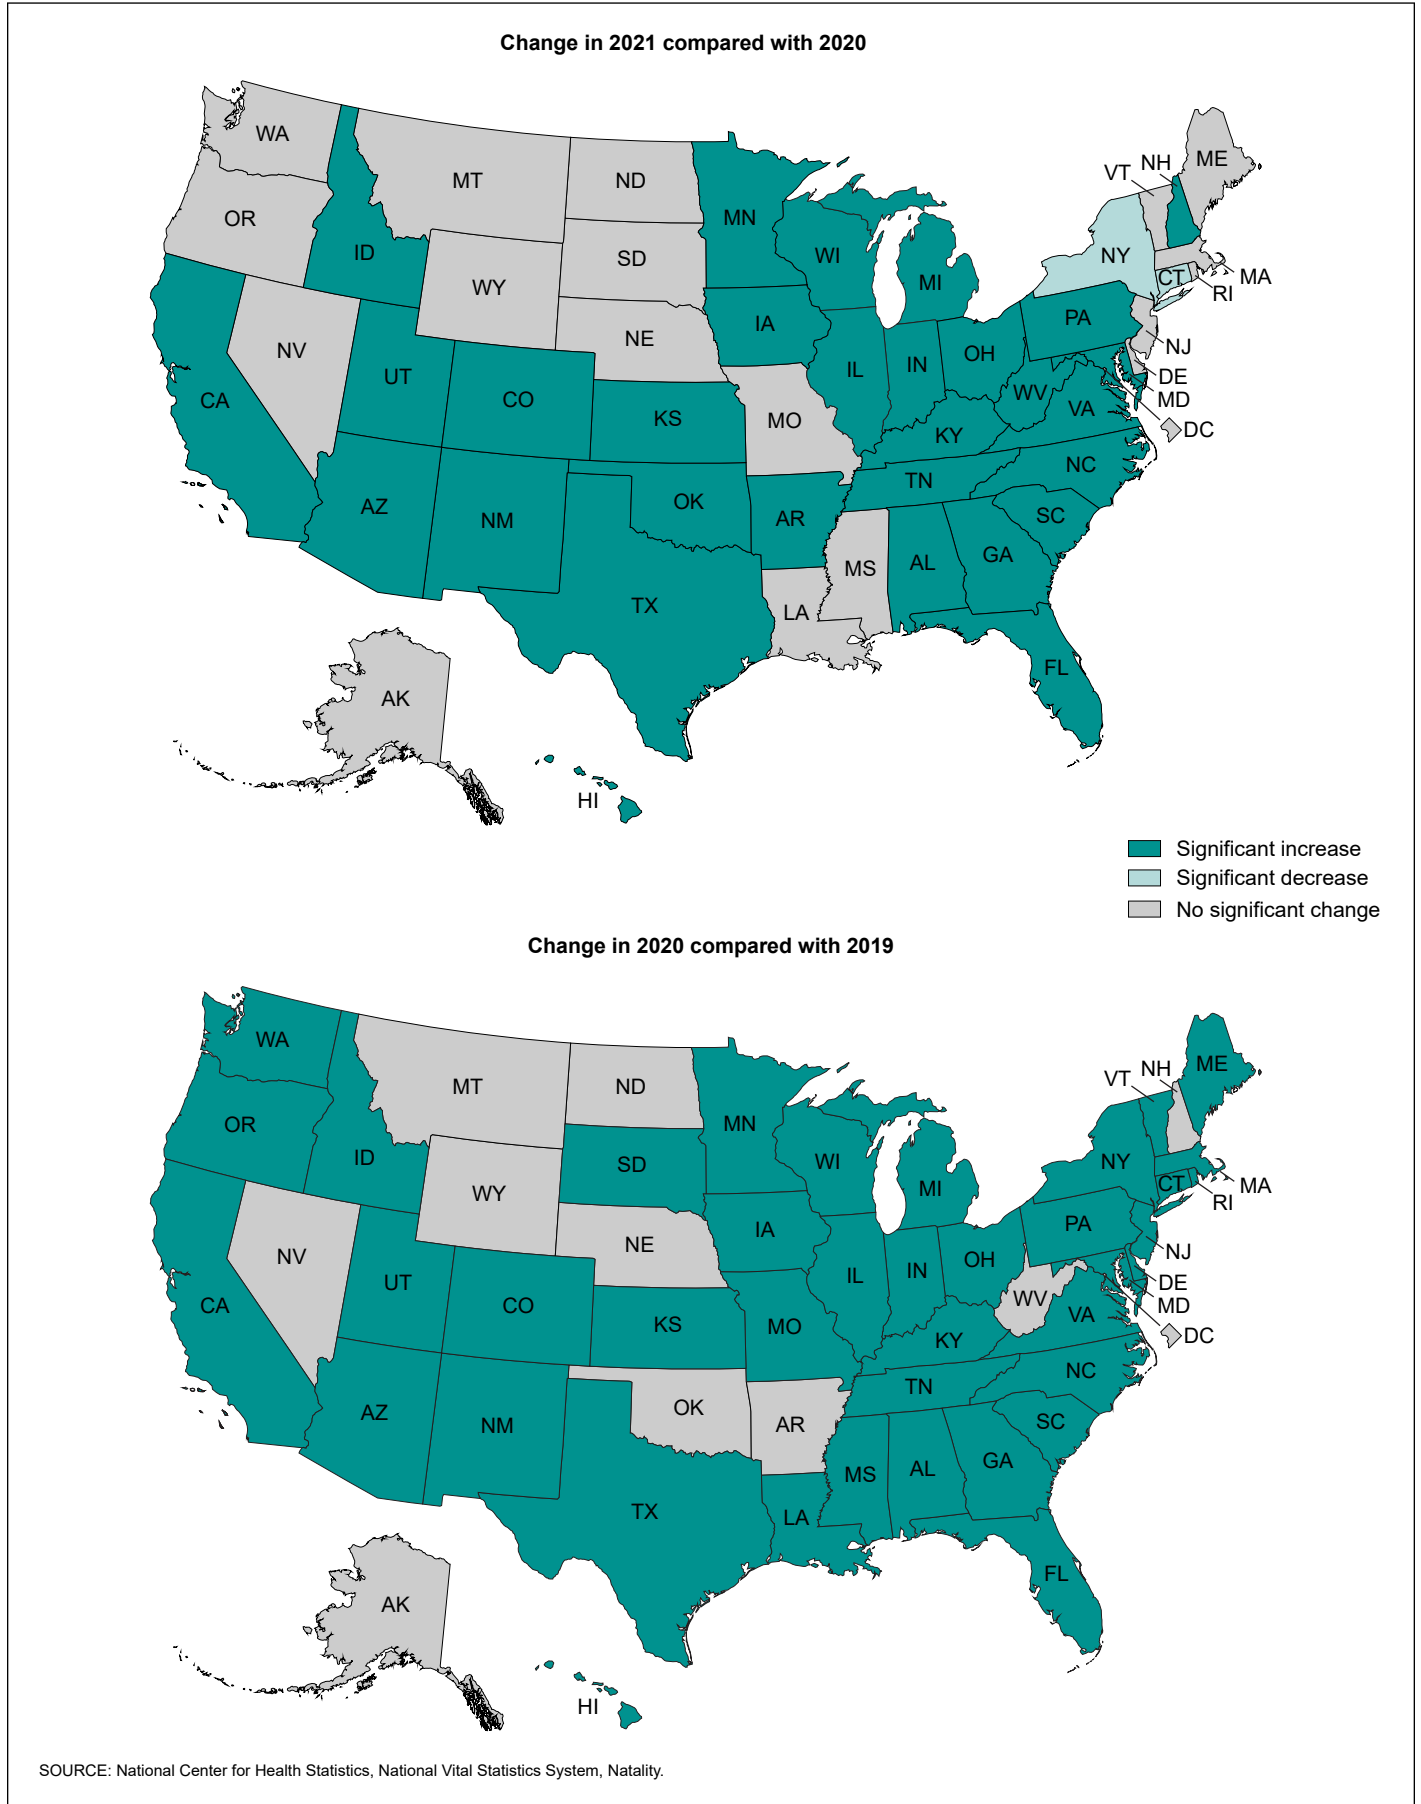 Change in 2021 compared with 2020
WA
MT
ND
MN
VT
NH
ME
OR
ID
SD
WI
NY
MA
WY
MI
CT
RI
NE
IA
PA
NV
NJ
UT
CO
IL
IN
OH
DE
CA
KS
MO
WV
VA
MD
KY
DC
AZ
NM
OK
AR
TN
NC
SC
MS
AL
GA
TX
LA
FL
AK
HI
Significant increase
Significant decrease
No significant change
Change in 2020 compared with 2019
WA
MT
ND
MN
VT
NH
ME
OR
ID
SD
WI
NY
MA
WY
MI
CT
RI
NE
IA
PA
NV
NJ
UT
CO
IL
IN
OH
DE
CA
KS
MO
WV
VA
MD
KY
DC
AZ
NM
OK
AR
TN
NC
SC
MS
AL
GA
TX
LA
FL
AK
HI
SOURCE: National Center for Health Statistics, National Vital Statistics System, Natality.